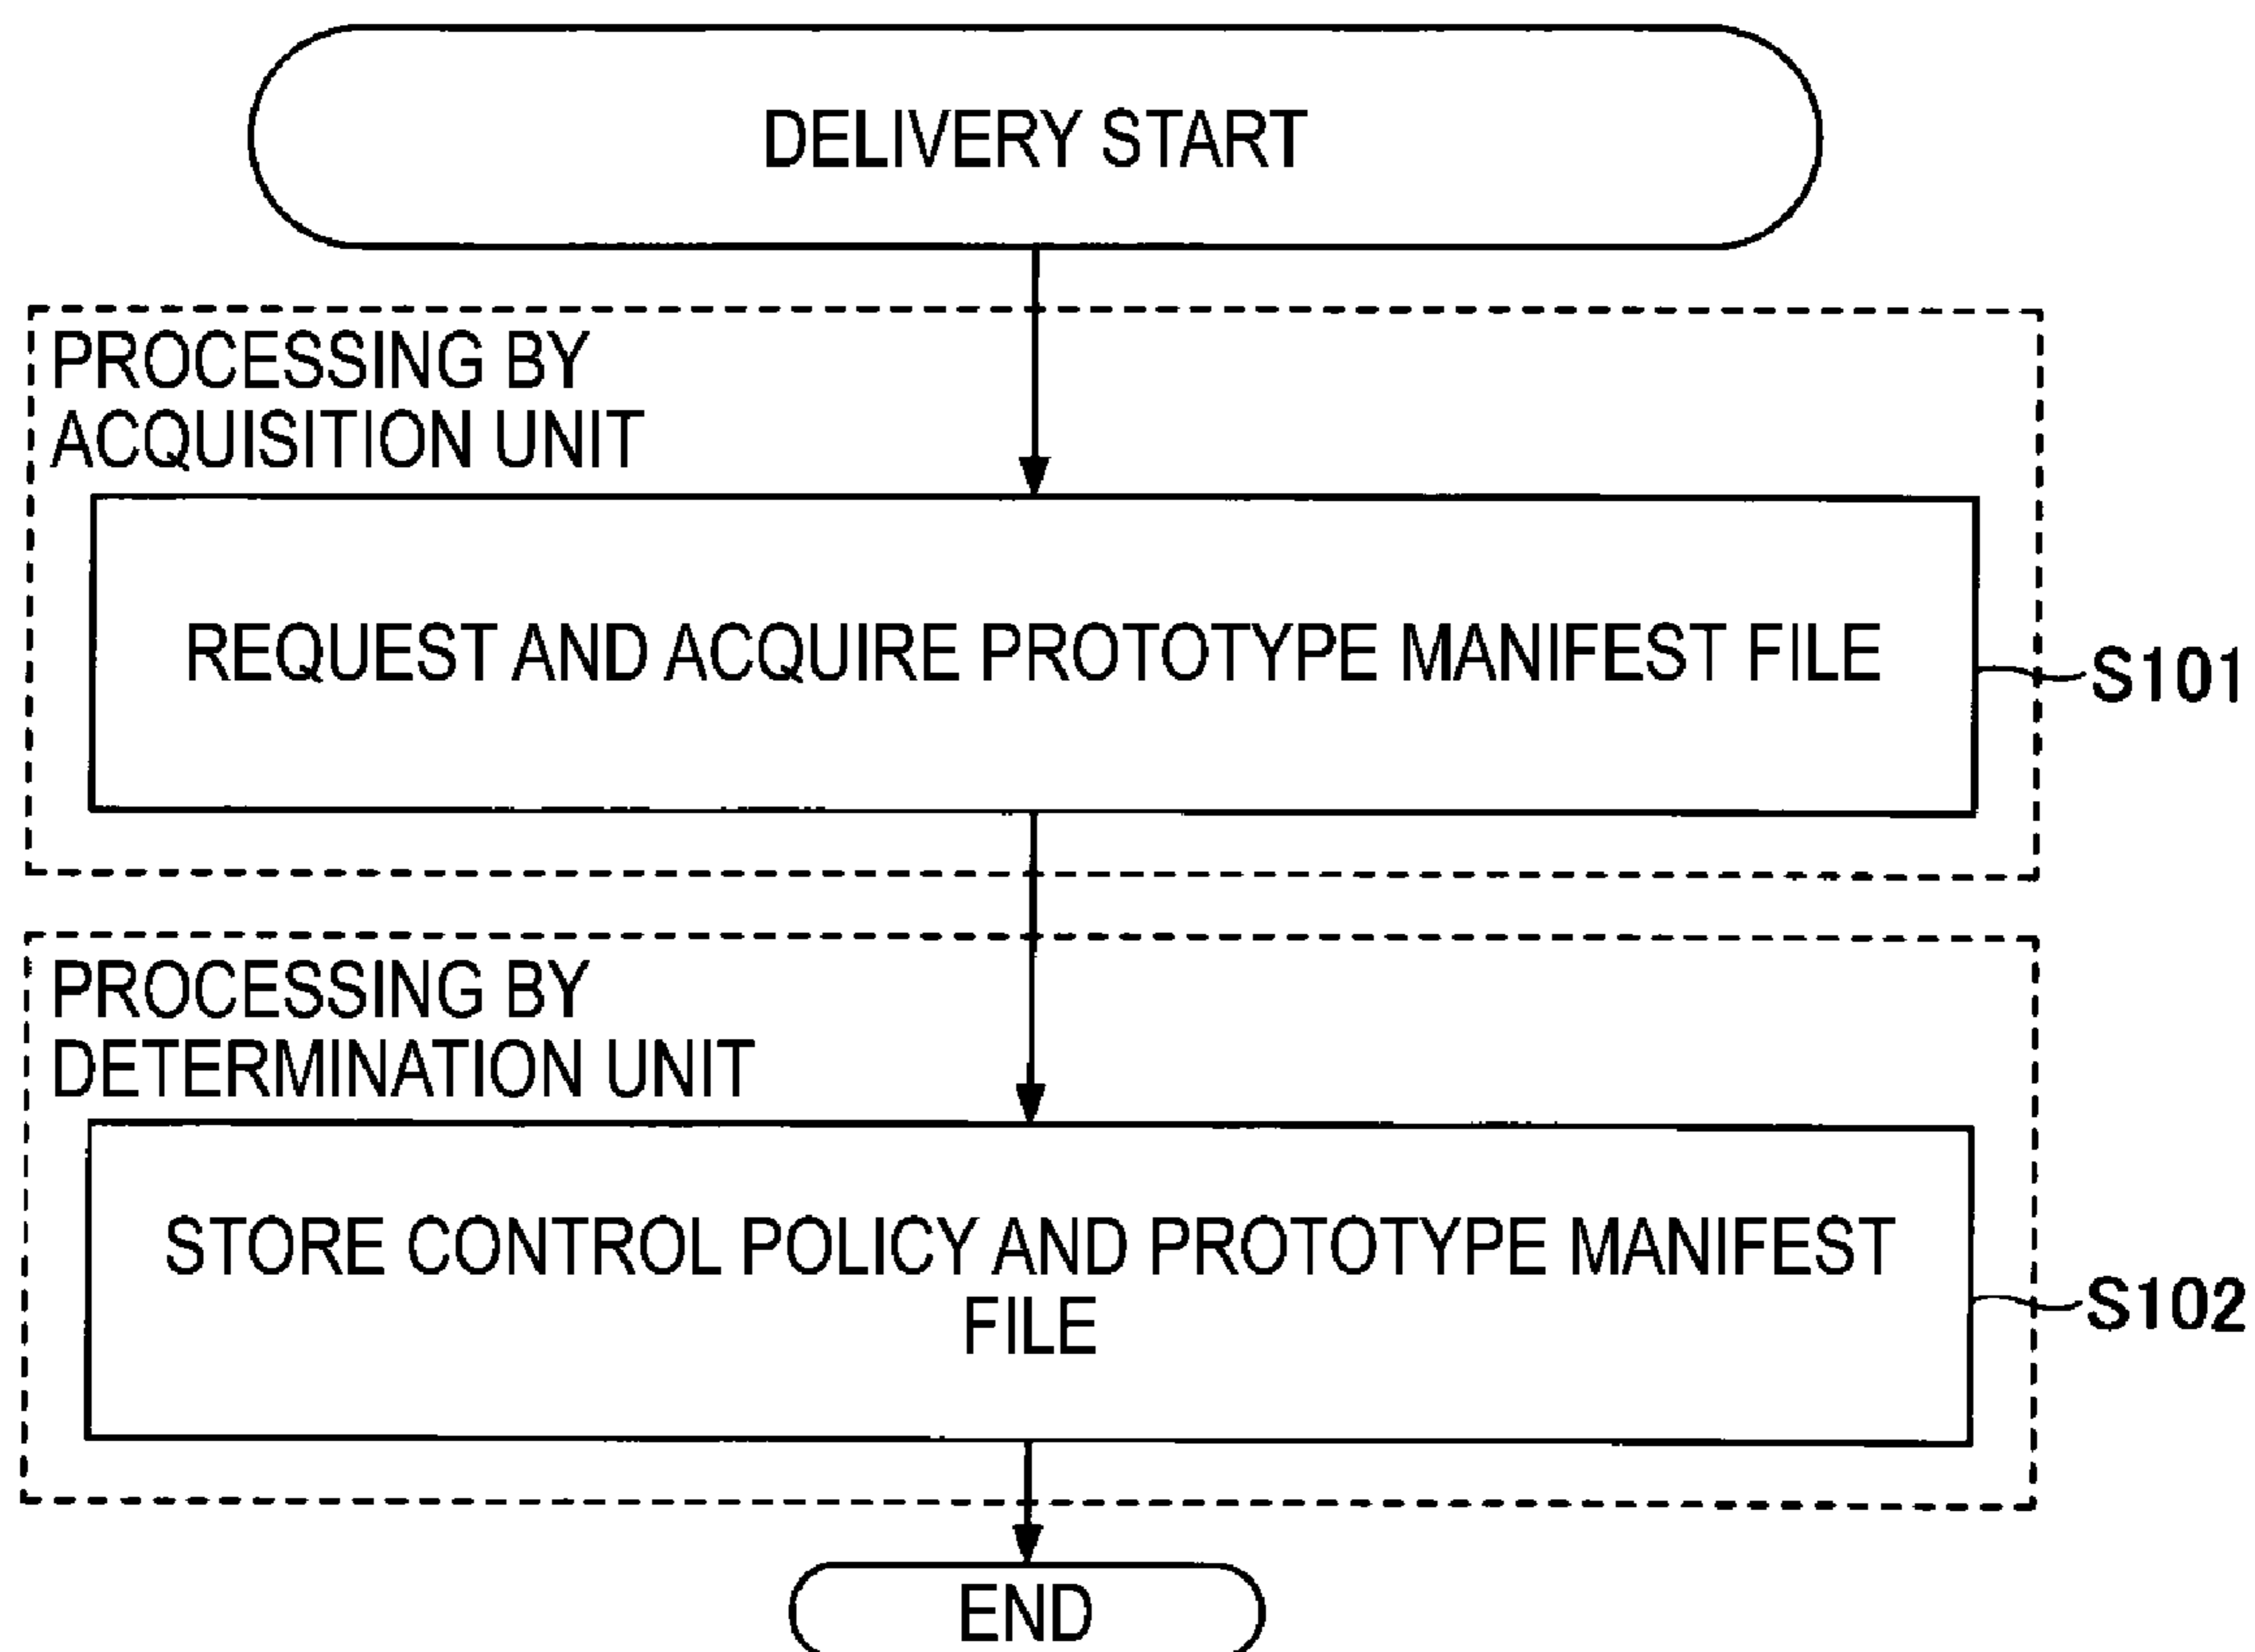 DELIVERY START
PROCESSING BY
ACQUISITION UNIT
REQUEST AND ACQUIRE PROTOTYPE MANIFEST FILE
S101
PROCESSING BY
DETERMINATION UNIT
STORE CONTROL POLICY AND PROTOTYPE MANIFEST
FILE
S102
END